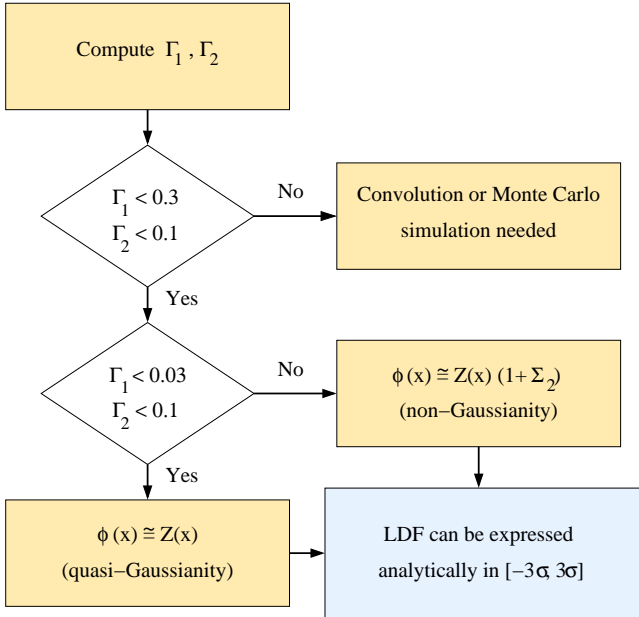 Compute Γ₁ , Γ₂
Γ₁ < 0.3
Γ₂ < 0.1
No
Convolution or Monte Carlo
simulation needed
Yes
Γ₁ < 0.03
Γ₂ < 0.1
No
ϕ(x) ≅ Z(x) (1+ Σ₂)
(non−Gaussianity)
Yes
ϕ(x) ≅ Z(x)
(quasi−Gaussianity)
LDF can be expressed
analytically in [−3σ, 3σ]